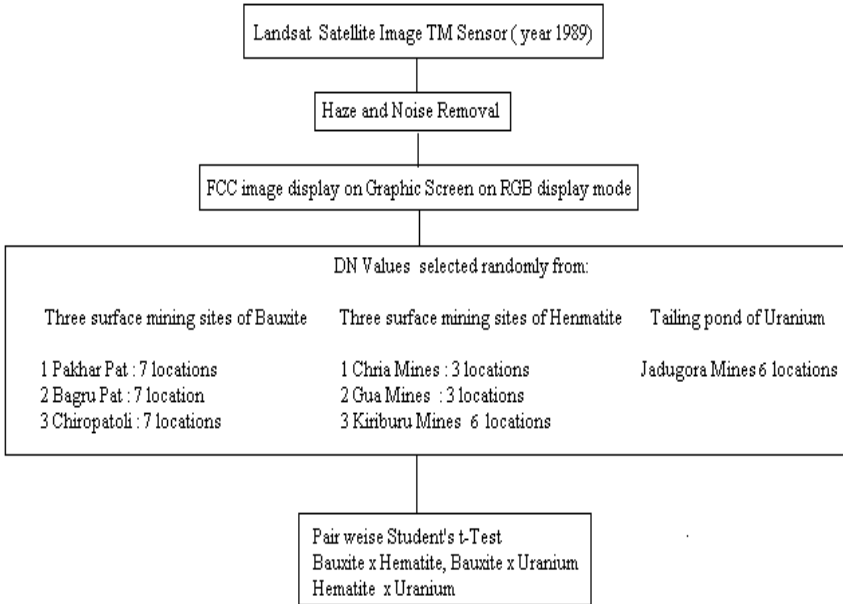 Landsat Satellite Image TM Sensor ( year 1989)
Haze and Noise Removal
FCC image display on Graphic Screen on RGB display mode
DN Values selected randomly from:
Three surface mining sites of Bauxite
1 Pakhar Pat : 7 locations
2 Bagru Pat : 7 location
3 Chiropatoli : 7 locations
Three surface mining sites of Henmatite
1 Chria Mines : 3 locations
2 Gua Mines : 3 locations
3 Kiriburu Mines 6 locations
Tailing pond of Uranium
Jadugora Mines 6 locations
Pair weise Student's t-Test
Bauxite x Hematite, Bauxite x Uranium
Hematite x Uranium